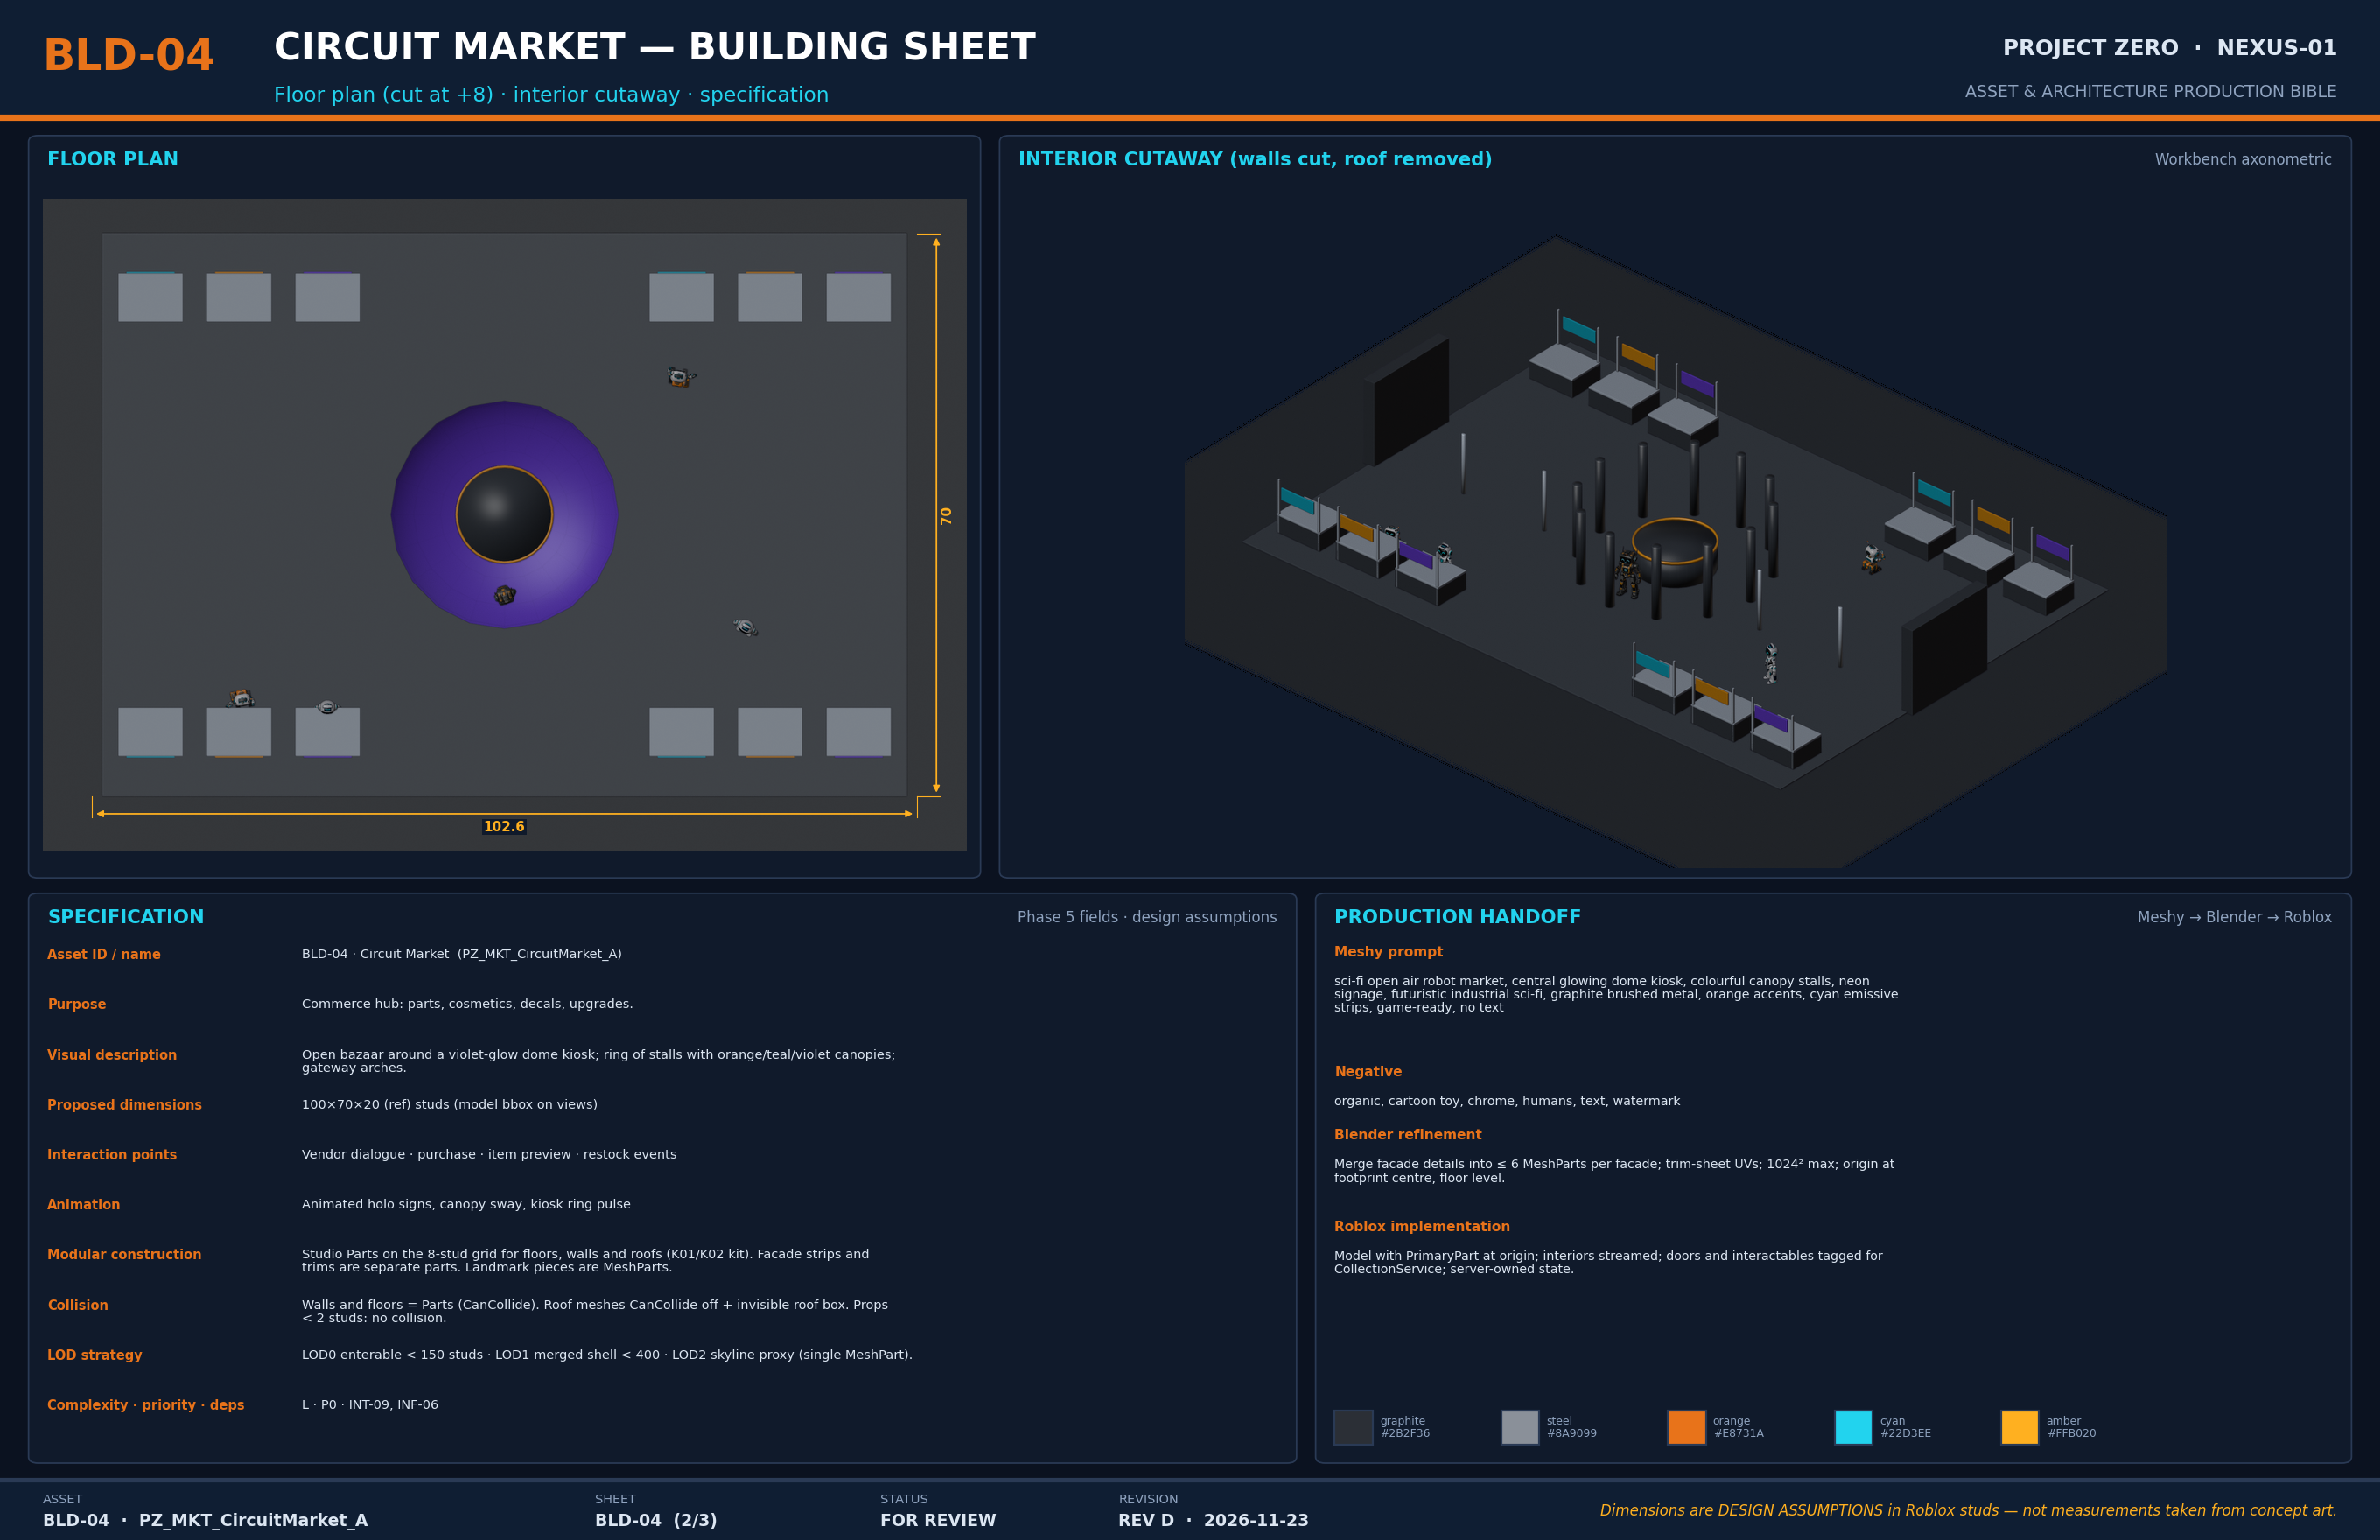 BLD-04
CIRCUIT MARKET — BUILDING SHEET
Floor plan (cut at +8) · interior cutaway · specification
PROJECT ZERO · NEXUS-01
ASSET & ARCHITECTURE PRODUCTION BIBLE
FLOOR PLAN
70
102.6
INTERIOR CUTAWAY (walls cut, roof removed)
Workbench axonometric
SPECIFICATION
Phase 5 fields · design assumptions
Asset ID / name
BLD-04 · Circuit Market (PZ_MKT_CircuitMarket_A)
Purpose
Commerce hub: parts, cosmetics, decals, upgrades.
Visual description
Open bazaar around a violet-glow dome kiosk; ring of stalls with orange/teal/violet canopies;
gateway arches.
Proposed dimensions
100×70×20 (ref) studs (model bbox on views)
Interaction points
Vendor dialogue · purchase · item preview · restock events
Animation
Animated holo signs, canopy sway, kiosk ring pulse
Modular construction
Studio Parts on the 8-stud grid for floors, walls and roofs (K01/K02 kit). Facade strips and
trims are separate parts. Landmark pieces are MeshParts.
Collision
Walls and floors = Parts (CanCollide). Roof meshes CanCollide off + invisible roof box. Props
< 2 studs: no collision.
LOD strategy
LOD0 enterable < 150 studs · LOD1 merged shell < 400 · LOD2 skyline proxy (single MeshPart).
Complexity · priority · deps
L · P0 · INT-09, INF-06
PRODUCTION HANDOFF
Meshy → Blender → Roblox
Meshy prompt
sci-fi open air robot market, central glowing dome kiosk, colourful canopy stalls, neon
signage, futuristic industrial sci-fi, graphite brushed metal, orange accents, cyan emissive
strips, game-ready, no text
Negative
organic, cartoon toy, chrome, humans, text, watermark
Blender refinement
Merge facade details into ≤ 6 MeshParts per facade; trim-sheet UVs; 1024² max; origin at
footprint centre, floor level.
Roblox implementation
Model with PrimaryPart at origin; interiors streamed; doors and interactables tagged for
CollectionService; server-owned state.
graphite
#2B2F36
steel
#8A9099
orange
#E8731A
cyan
#22D3EE
amber
#FFB020
ASSET
BLD-04 · PZ_MKT_CircuitMarket_A
SHEET
BLD-04 (2/3)
STATUS
FOR REVIEW
REVISION
REV D · 2026-11-23
Dimensions are DESIGN ASSUMPTIONS in Roblox studs — not measurements taken from concept art.